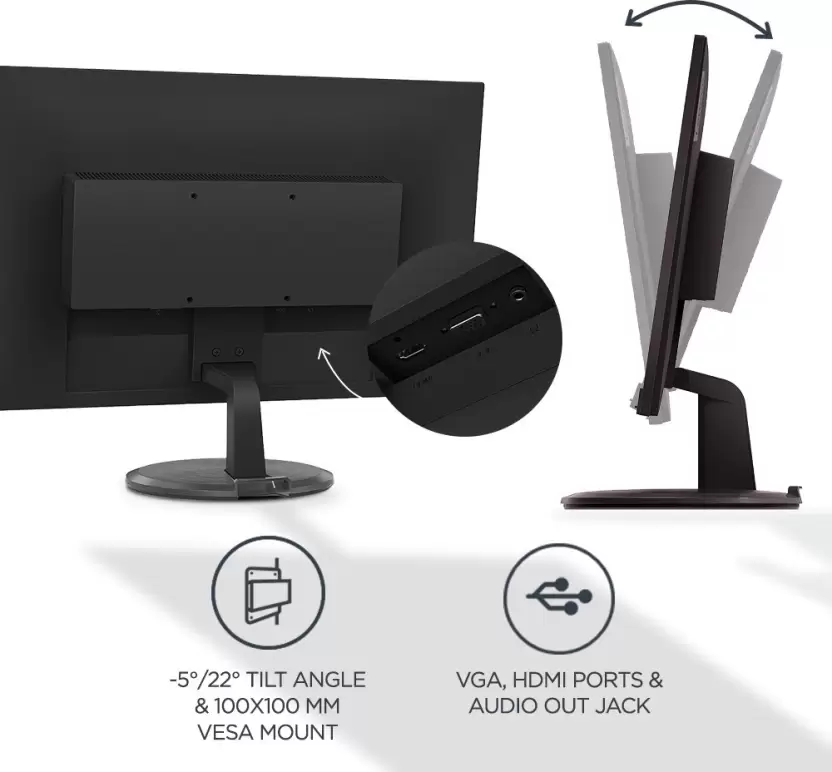 -5°/22° TILT ANGLE
& 100X100 MM
VESA MOUNT
VGA, HDMI PORTS &
AUDIO OUT JACK